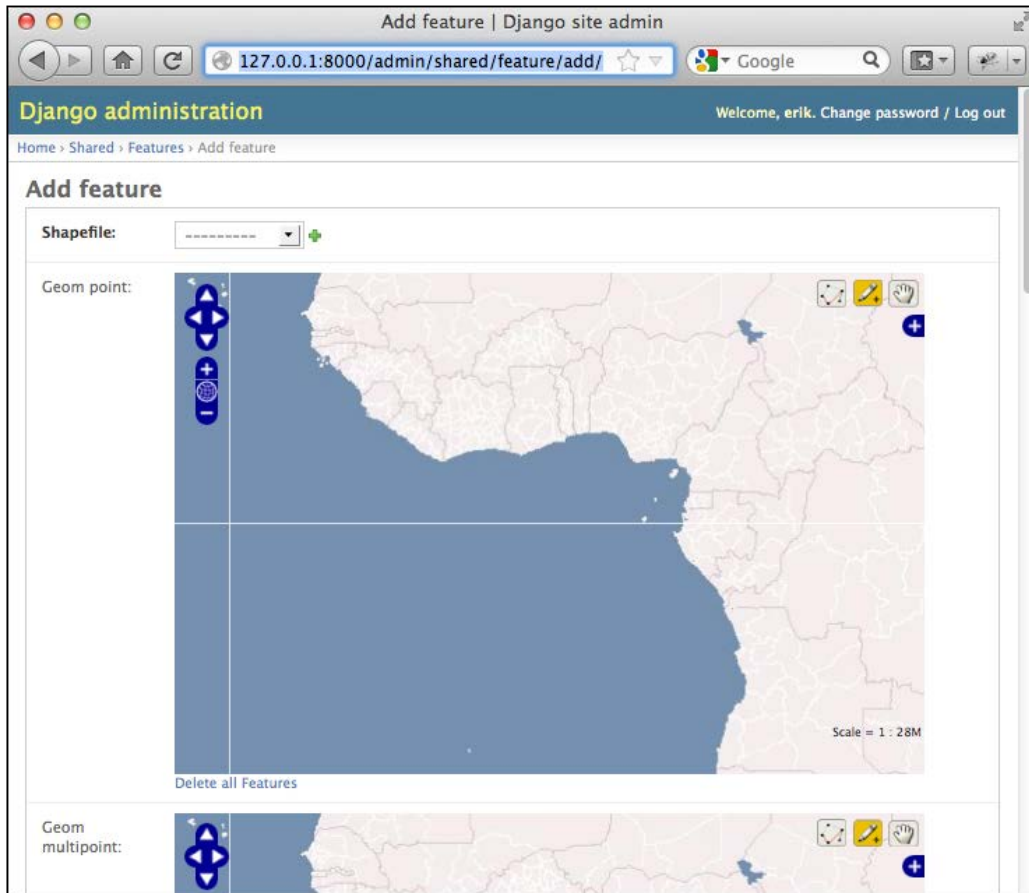 Add feature | Django site admin
127.0.0.1:8000/admin/shared/feature/add/
Google
Django administration
Welcome, erik. Change password / Log out
Home › Shared › Features › Add feature
Add feature
Shapefile:
---------
Geom point:
Scale = 1 : 28M
Delete all Features
Geom
multipoint: